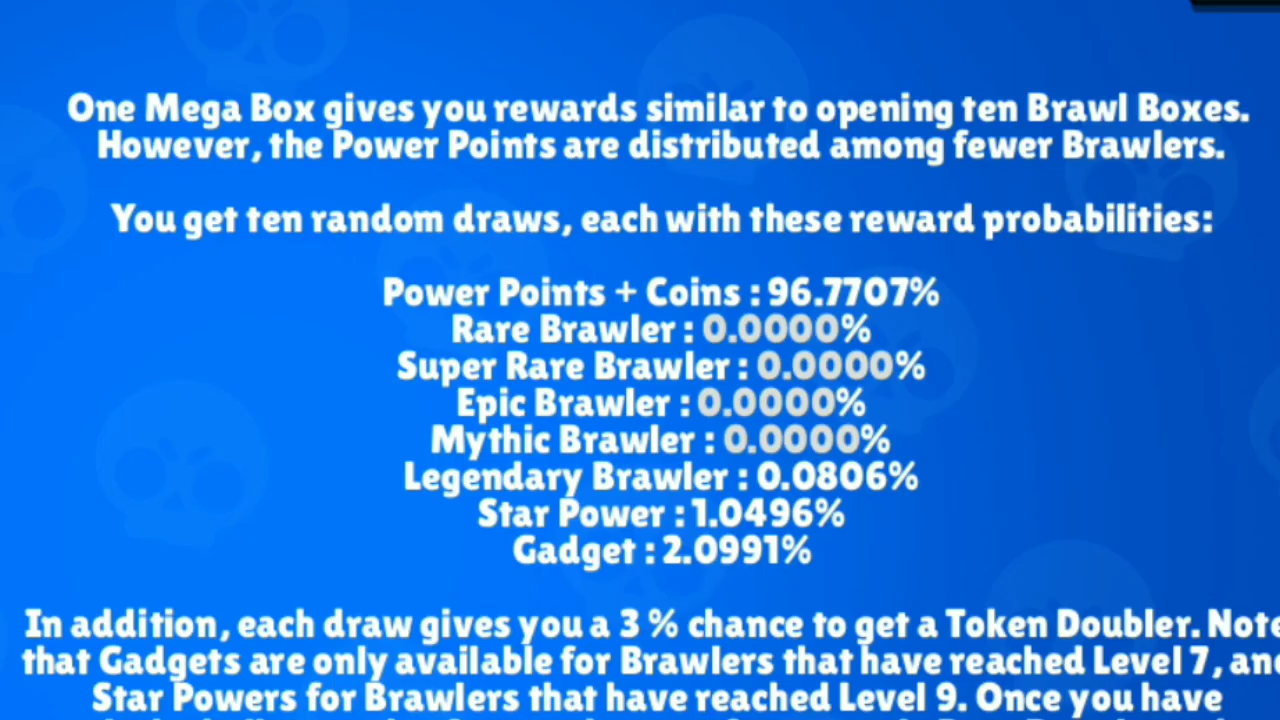 One Mega Box gives you rewards similar to opening ten Brawl Boxes.
However, the Power Points are distributed among fewer Brawlers.
You get ten random draws, each with these reward probabilities:
Power Points + Coins : 96.7707%
Rare Brawler : 0.0000%
Super Rare Brawler : 0.0000%
Epic Brawler : 0.0000%
Mythic Brawler : 0.0000%
Legendary Brawler : 0.0806%
Star Power : 1.0496%
Gadget : 2.0991%
In addition, each draw gives you a 3 % chance to get a Token Doubler. Note
that Gadgets are only available for Brawlers that have reached Level 7, and
Star Powers for Brawlers that have reached Level 9. Once you have